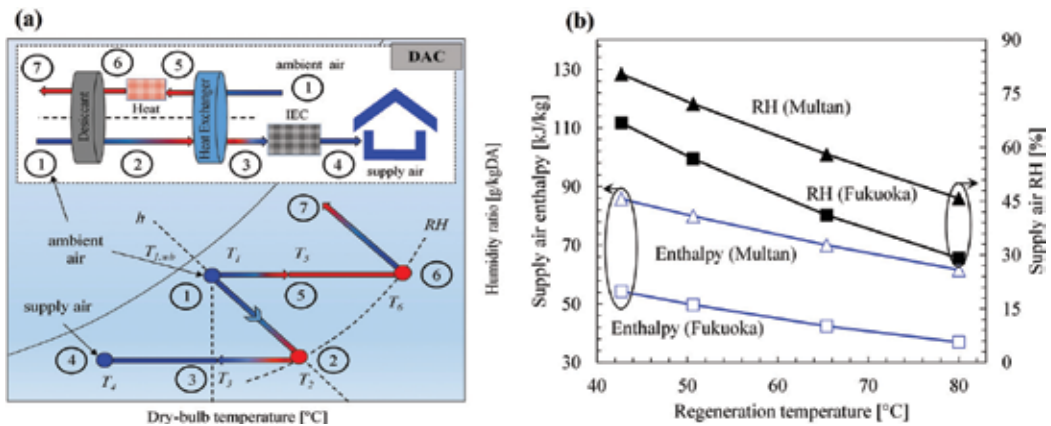 (a)
DAC
7
6
5
ambient air
1
Heat
Desiccant
Heat Exchanger
IEC
1
2
3
4
supply air
7
h
RH
ambient
air
T1,wb
T1
T5
1
5
6
T6
supply air
4
2
3
T4
T3
T2
Humidity ratio [g/kgDA]
Dry-bulb temperature [°C]
(b)
Supply air enthalpy [kJ/kg]
130
110
90
70
50
30
90
75
60
45
30
15
0
Supply air RH [%]
RH (Multan)
RH (Fukuoka)
Enthalpy (Multan)
Enthalpy (Fukuoka)
40 50 60 70 80
Regeneration temperature [°C]